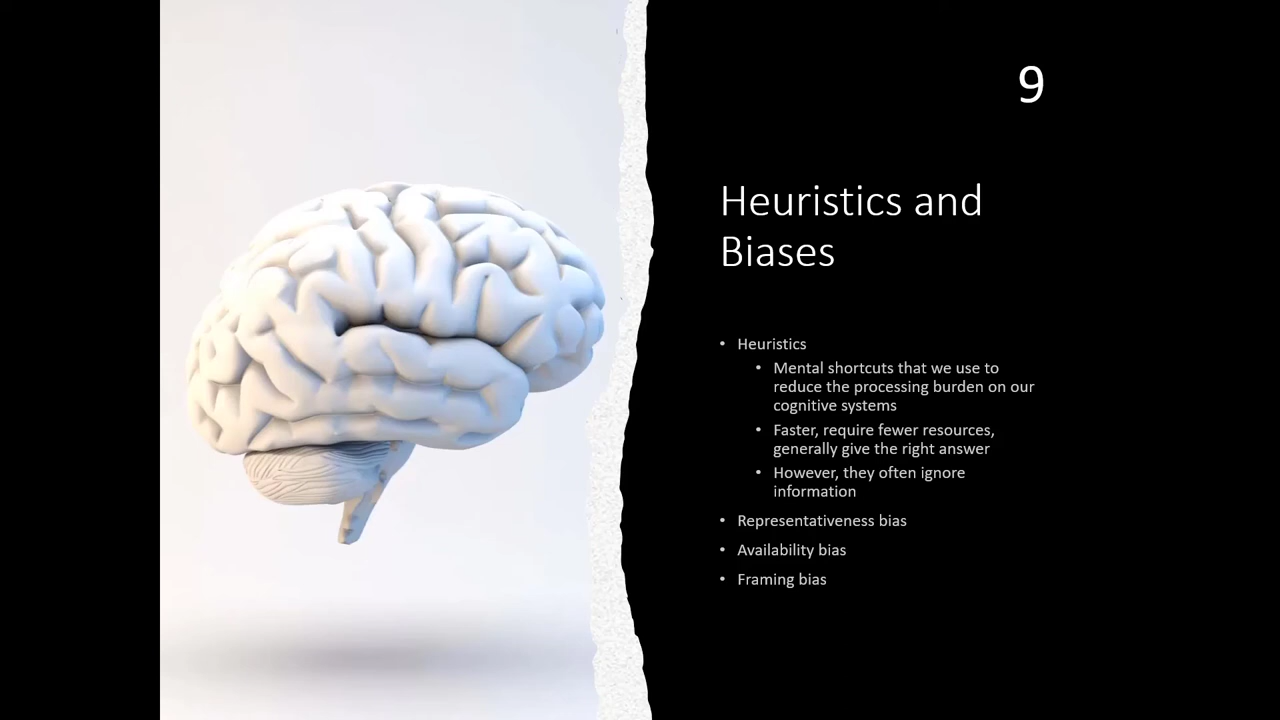 9
Heuristics and
Biases
• Heuristics
• Mental shortcuts that we use to
reduce the processing burden on our
cognitive systems
• Faster, require fewer resources,
generally give the right answer
• However, they often ignore
information
• Representativeness bias
• Availability bias
• Framing bias